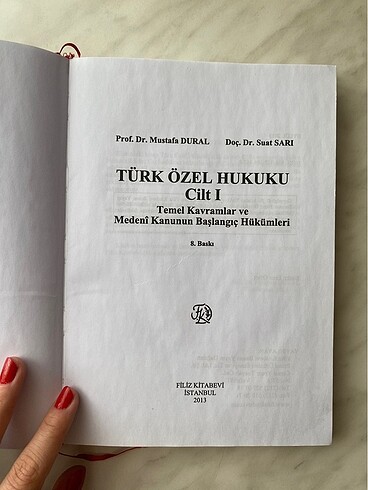 Prof. Dr. Mustafa DURAL Doç. Dr. Suat SARI
TÜRK ÖZEL HUKUKU
Cilt I
Temel Kavramlar ve
Medenî Kanunun Başlangıç Hükümleri
8. Baskı
FİLİZ KİTABEVİ
İSTANBUL
2013